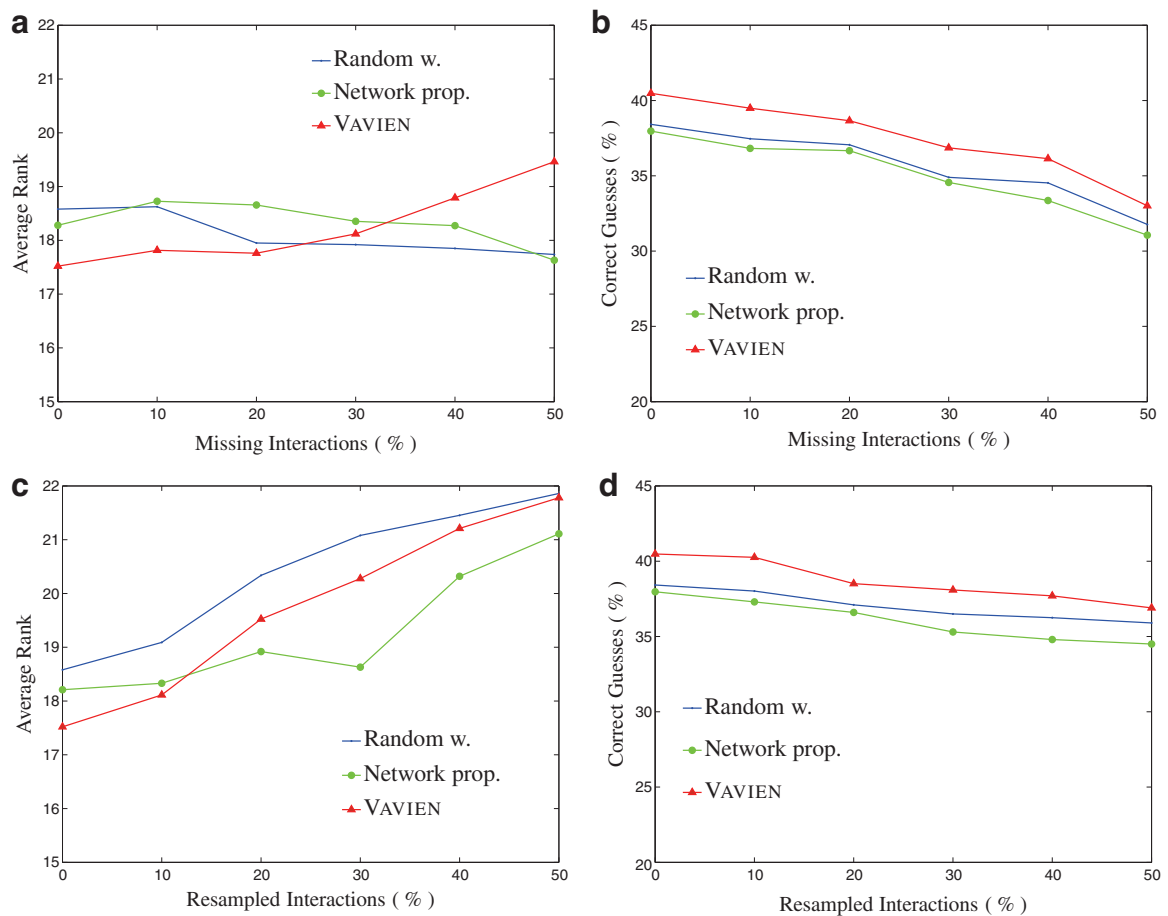 a
22
21
20
19
18
17
16
15
Average Rank
Random w.
Network prop.
VAVIEN
0 10 20 30 40 50
Missing Interactions ( % )
b
45
40
35
30
25
20
Correct Guesses ( % )
Random w.
Network prop.
VAVIEN
0 10 20 30 40 50
Missing Interactions ( % )
c
22
21
20
19
18
17
16
15
Average Rank
Random w.
Network prop.
VAVIEN
0 10 20 30 40 50
Resampled Interactions ( % )
d
45
40
35
30
25
20
Correct Guesses ( % )
Random w.
Network prop.
VAVIEN
0 10 20 30 40 50
Resampled Interactions ( % )